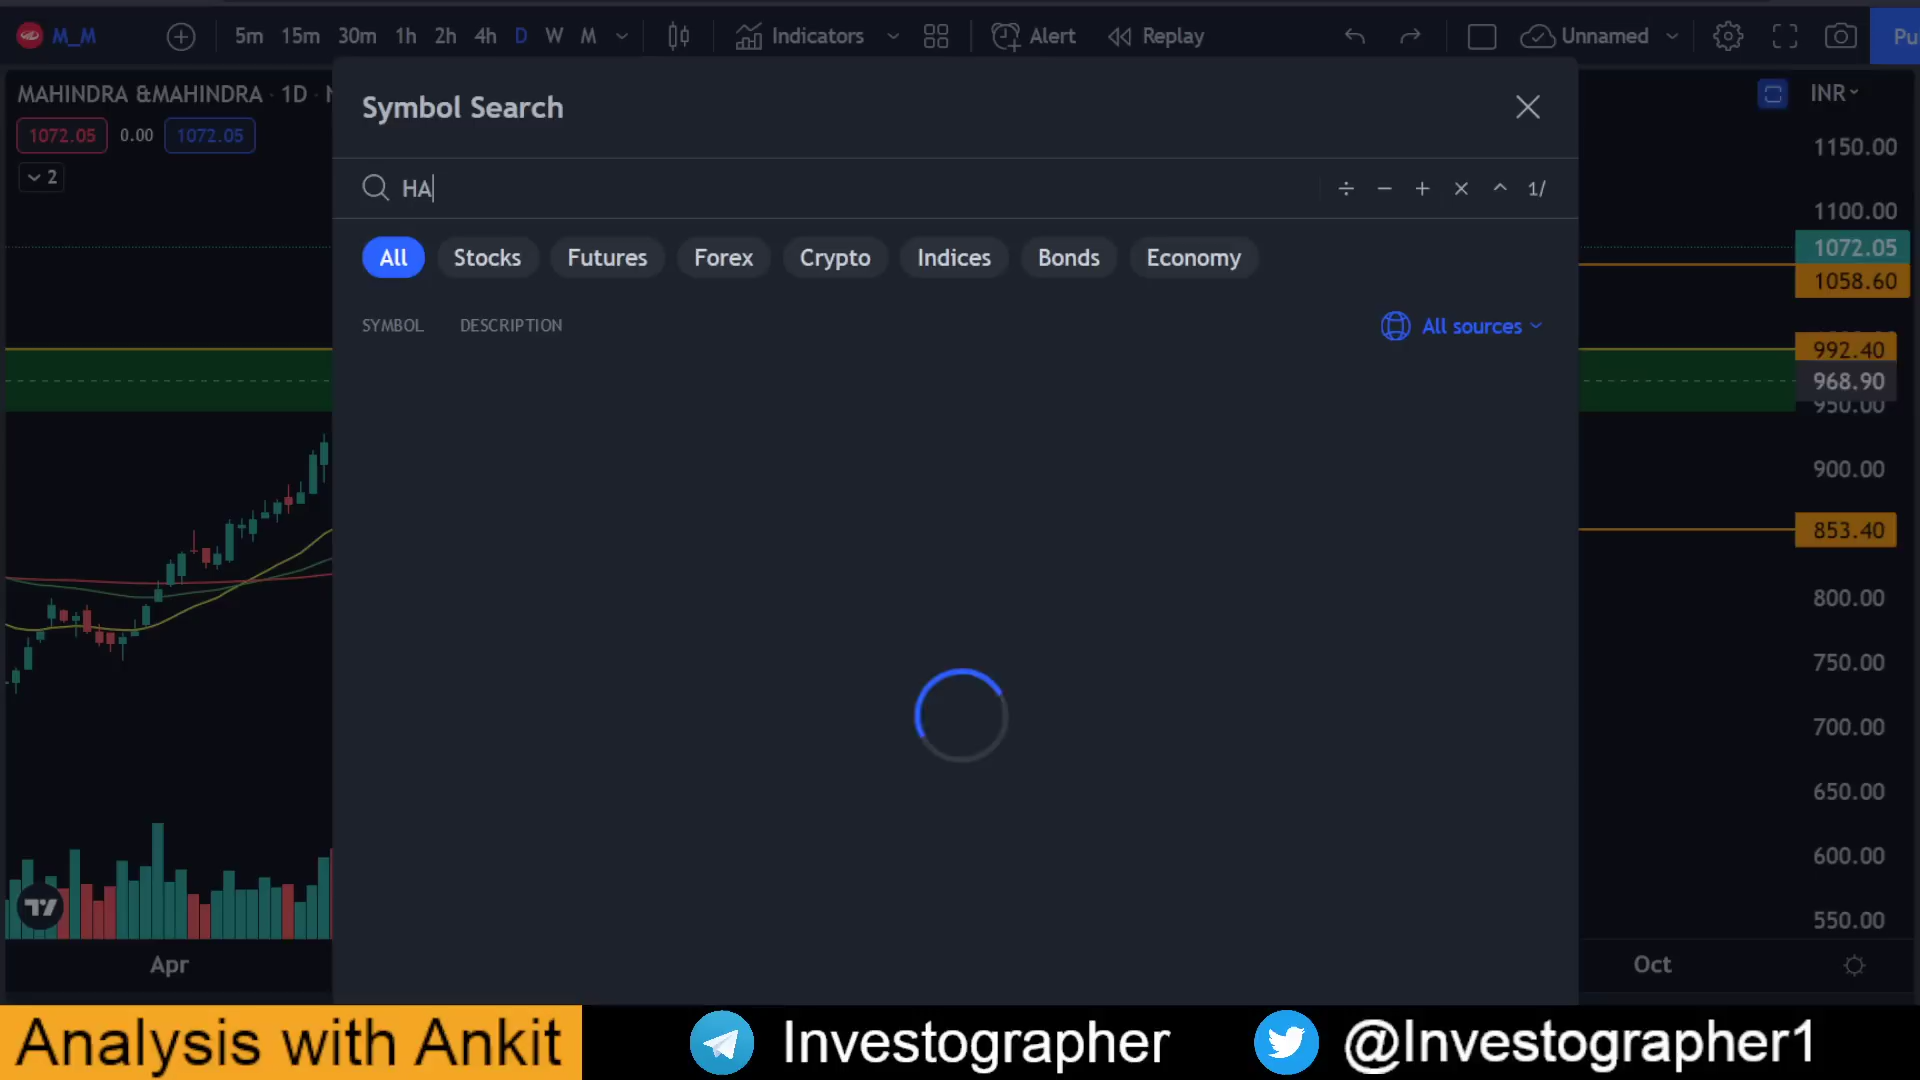 M_M 5m 15m 30m 1h 2h 4h D W M Indicators Alert Replay Unnamed Pu
MAHINDRA &MAHINDRA · 1D ·
1072.05 0.00 1072.05
2
Symbol Search
HA
÷ − + × ^ 1/
All Stocks Futures Forex Crypto Indices Bonds Economy
SYMBOL DESCRIPTION All sources
INR
1150.00
1100.00
1072.05
1058.60
992.40
968.90
950.00
900.00
853.40
800.00
750.00
700.00
650.00
600.00
550.00
Apr Oct
Analysis with Ankit Investographer @Investographer1